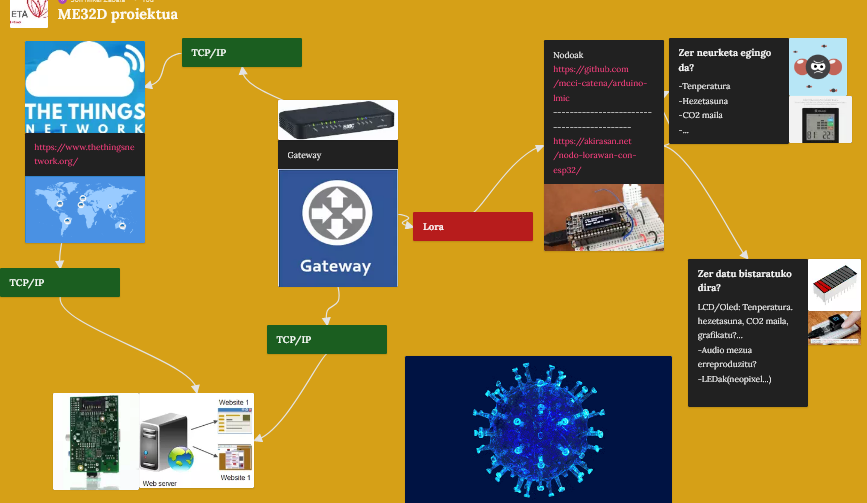 ETA
ME32D proiektua
TCP/IP
THE THINGS
NETWORK
https://www.thethingsne
twork.org/
TCP/IP
Gateway
Gateway
Lora
TCP/IP
Nodoak
https://github.com
/mcci-catena/arduino-
lmic
------------------------
-------------------
https://akirasan.net
/nodo-lorawan-con-
esp32/
Zer neurketa egingo
da?
-Tenperatura
-Hezetasuna
-CO2 maila
-...
Zer datu bistaratuko
dira?
LCD/Oled: Tenperatura.
hezetasuna, CO2 maila,
grafikatu?...
-Audio mezua
erreproduzitu?
-LEDak(neopixel...)
Website 1
Web server
Website 1